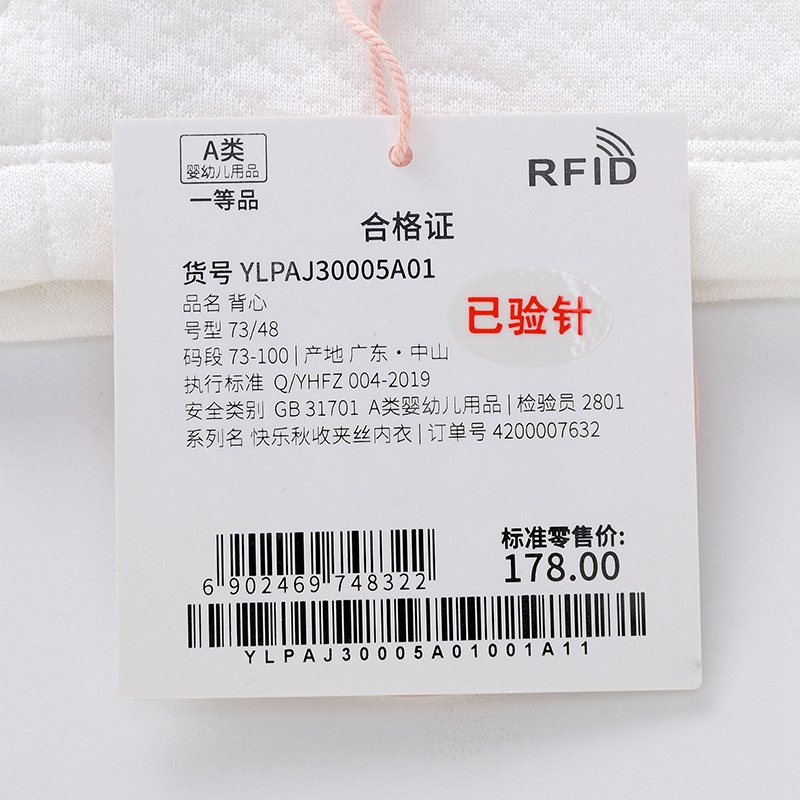 A类
婴幼儿用品
一等品
RFID
合格证
货号 YLPAJ30005A01
品名 背心
号型 73/48
码段 73-100 | 产地 广东·中山
执行标准 Q/YHFZ 004-2019
安全类别 GB 31701 A类婴幼儿用品 | 检验员 2801
系列名 快乐秋收夹丝内衣 | 订单号 4200007632
已验针
标准零售价:
178.00
6 902469 748322
YLPAJ30005A01001A11